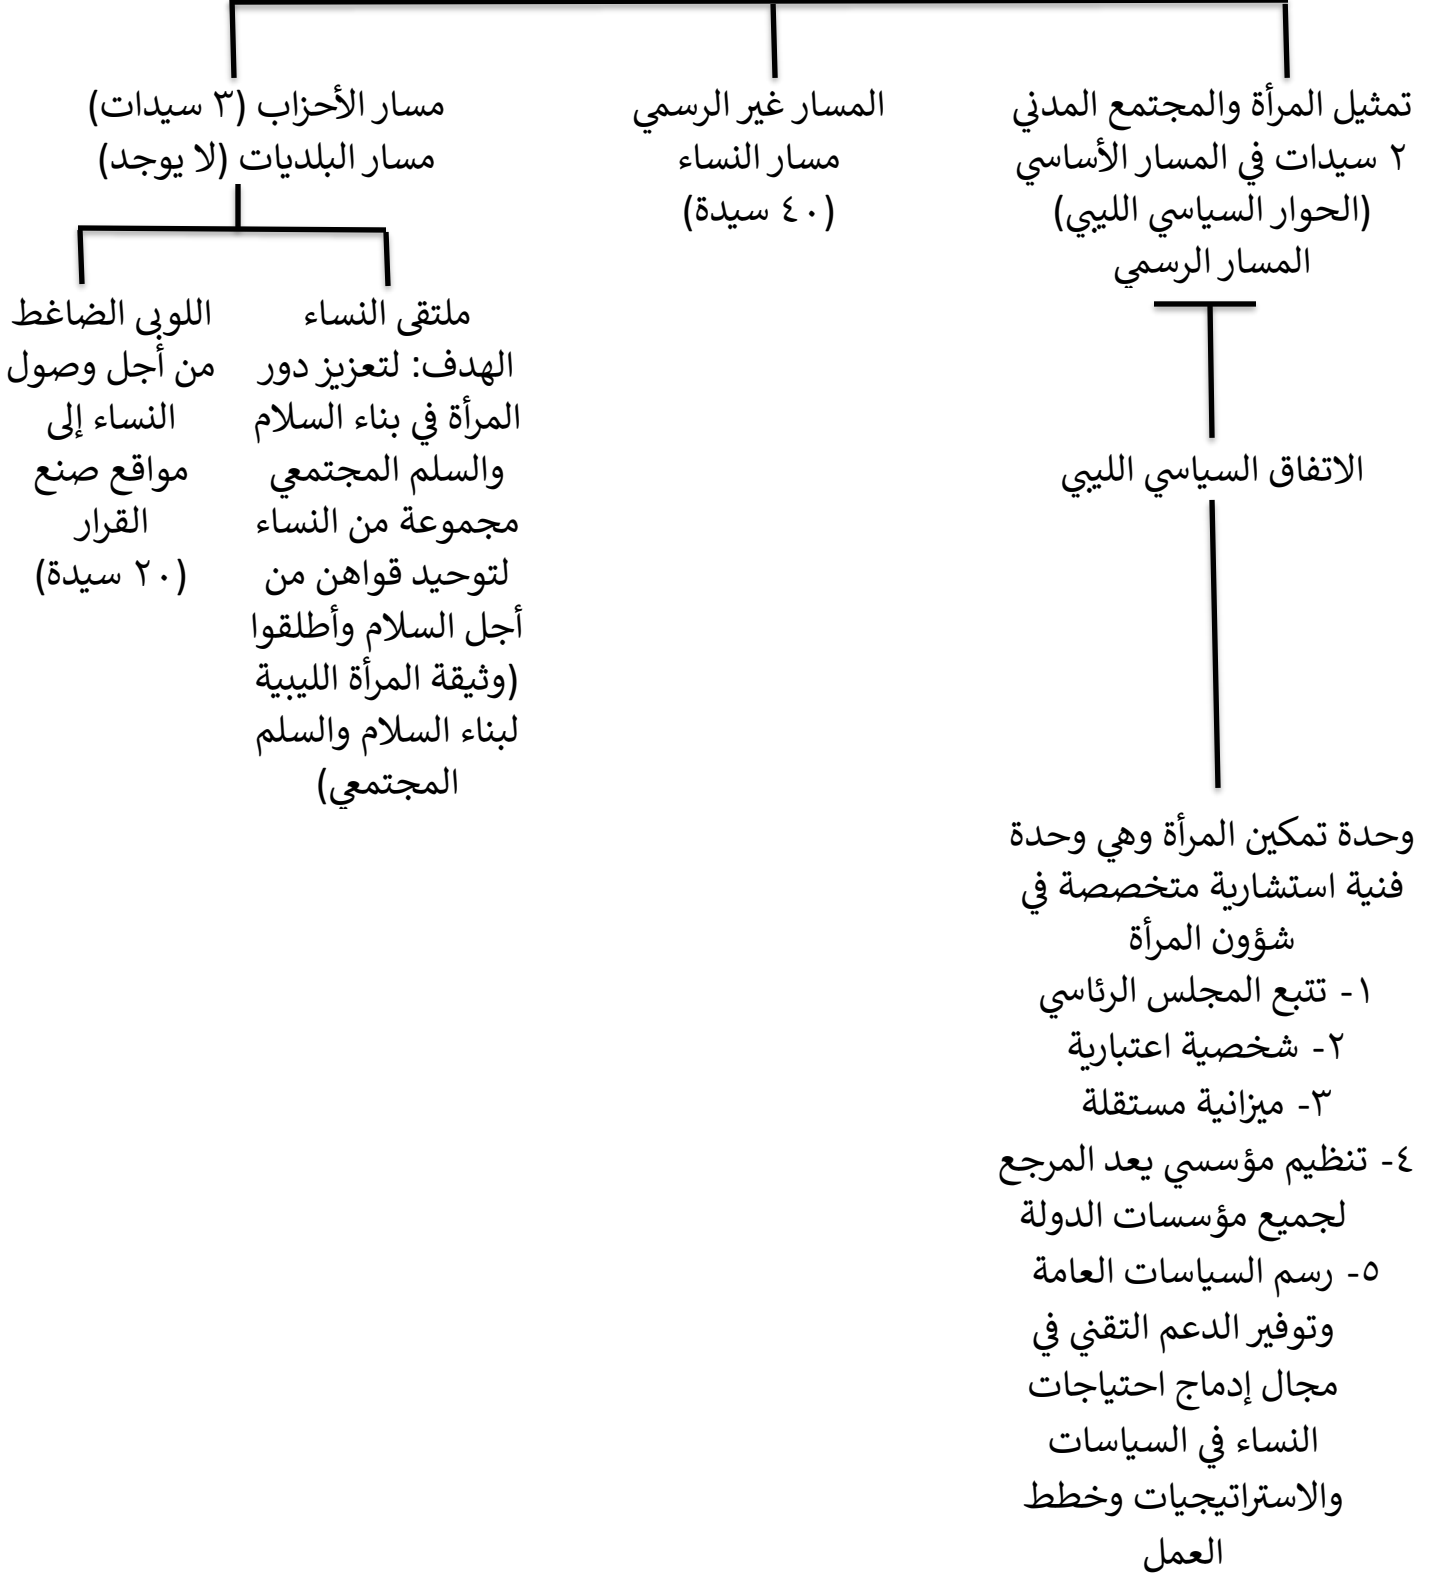 تمثيل المرأة والمجتمع المدني
٢ سيدات في المسار الأساسي
(الحوار السياسي الليبي)
المسار الرسمي
الاتفاق السياسي الليبي
وحدة تمكين المرأة وهي وحدة
فنية استشارية متخصصة في
شؤون المرأة
١- تتبع المجلس الرئاسي
٢- شخصية اعتبارية
٣- ميزانية مستقلة
٤- تنظيم مؤسسي يعد المرجع
لجميع مؤسسات الدولة
٥- رسم السياسات العامة
وتوفير الدعم التقني في
مجال إدماج احتياجات
النساء في السياسات
والاستراتيجيات وخطط
العمل
المسار غير الرسمي
مسار النساء
(٤٠ سيدة)
مسار الأحزاب (٣ سيدات)
مسار البلديات (لا يوجد)
ملتقى النساء
الهدف: لتعزيز دور
المرأة في بناء السلام
والسلم المجتمعي
مجموعة من النساء
لتوحيد قواهن من
أجل السلام وأطلقوا
(وثيقة المرأة الليبية
لبناء السلام والسلم
المجتمعي)
اللوبى الضاغط
من أجل وصول
النساء إلى
مواقع صنع
القرار
(٢٠ سيدة)